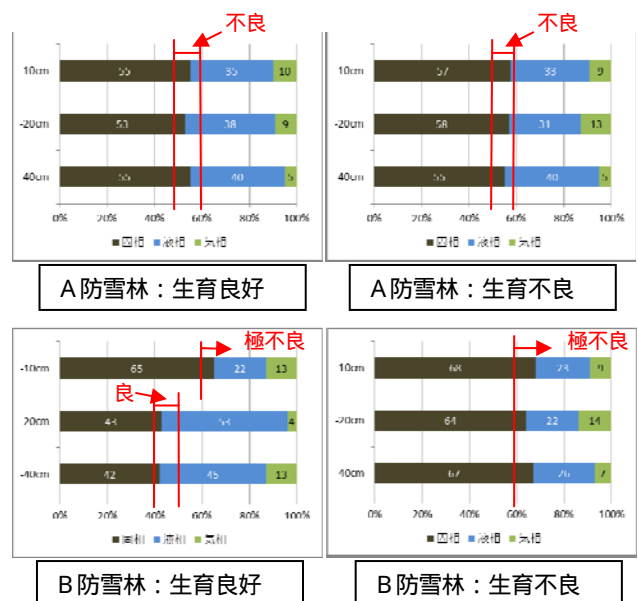 不良
10cm 55 35 10
-20cm 53 38 9
40cm 55 40 5
0% 20% 40% 60% 80% 100%
■固相 ■液相 ■気相
A防雪林：生育良好
不良
10cm 57 33 9
-20cm 58 31 13
40cm 55 40 5
0% 20% 40% 60% 80% 100%
■固相 ■液相 ■気相
A防雪林：生育不良
極不良
-10cm 65 22 13
良
20cm 43 53 4
-40cm 42 45 13
0% 20% 40% 60% 80% 100%
■固相 ■液相 ■気相
B防雪林：生育良好
極不良
10cm 68 23 9
-20cm 64 22 14
40cm 67 26 7
0% 20% 40% 60% 80% 100%
■固相 ■液相 ■気相
B防雪林：生育不良